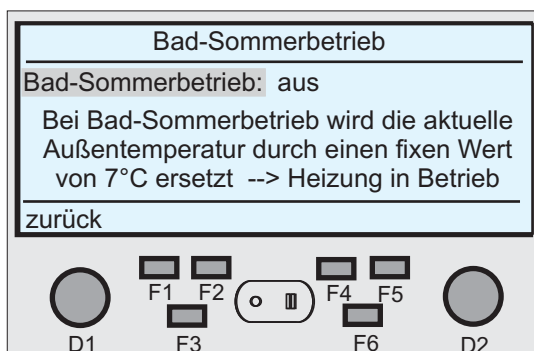 Bad-Sommerbetrieb
Bad-Sommerbetrieb: aus
Bei Bad-Sommerbetrieb wird die aktuelle
Außentemperatur durch einen fixen Wert
von 7°C ersetzt --> Heizung in Betrieb
zurück
F1 F2 F4 F5
D1 F3 F6 D2